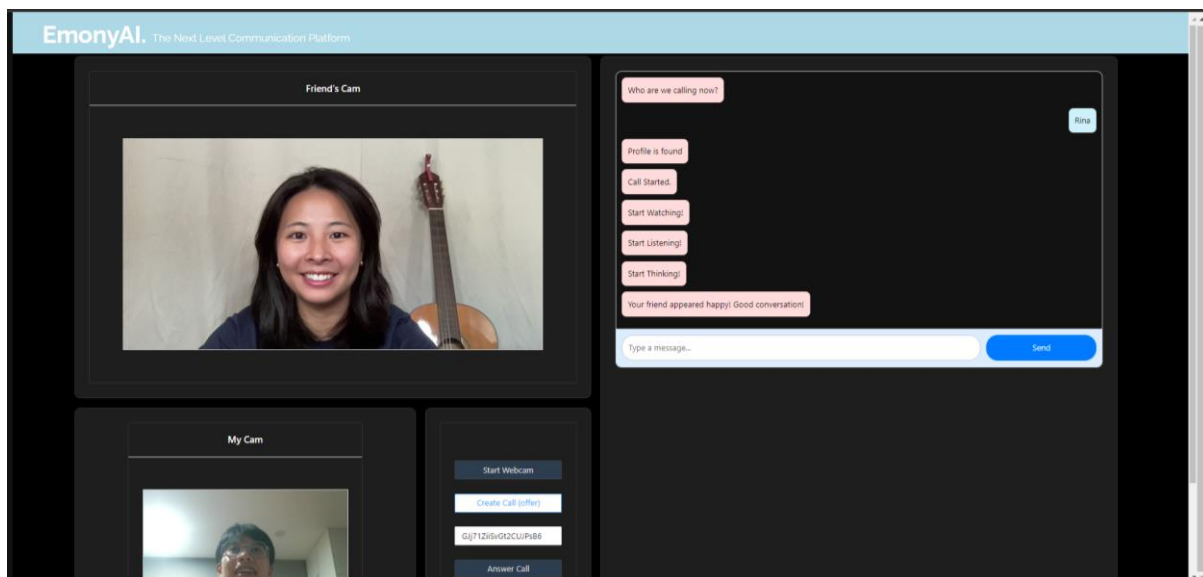 EmonyAI. The Next Level Communication Platform
Friend's Cam
Who are we calling now?
Rina
Profile is found
Call Started.
Start Watching!
Start Listening!
Start Thinking!
Your friend appeared happy! Good conversation!
Type a message...
Send
My Cam
Start Webcam
Create Call (offer)
Answer Call